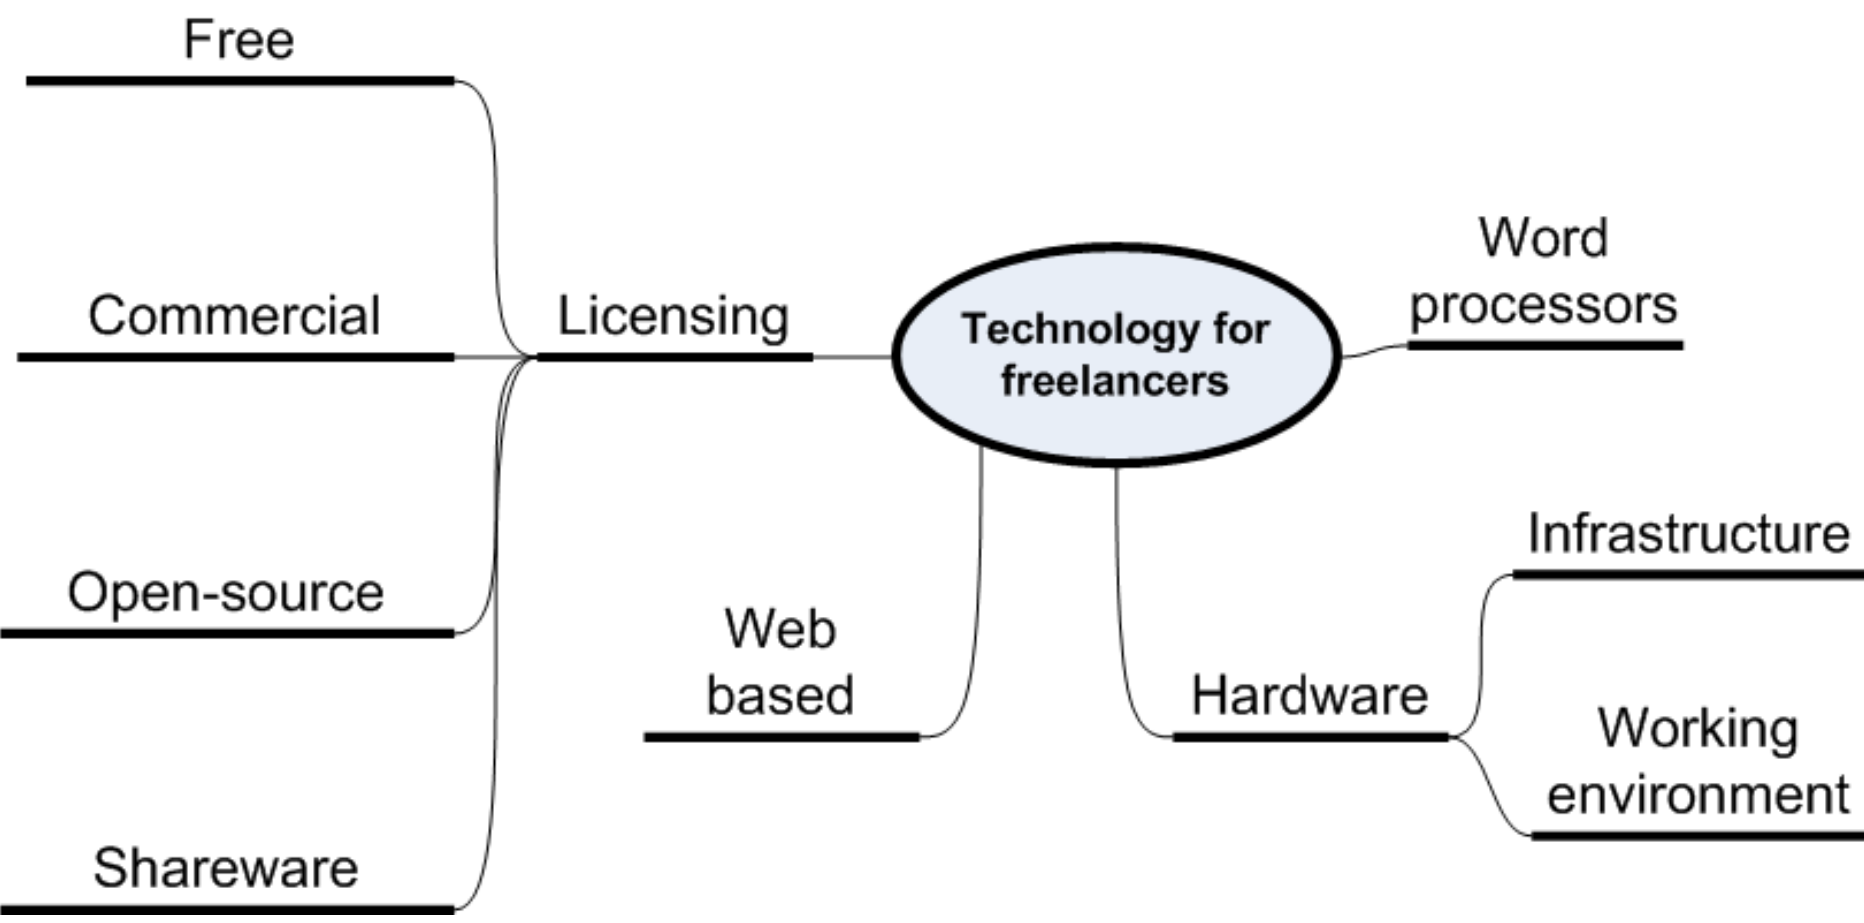 Free
Commercial
Open-source
Shareware
Licensing
Technology for
freelancers
Word
processors
Web
based
Hardware
Infrastructure
Working
environment